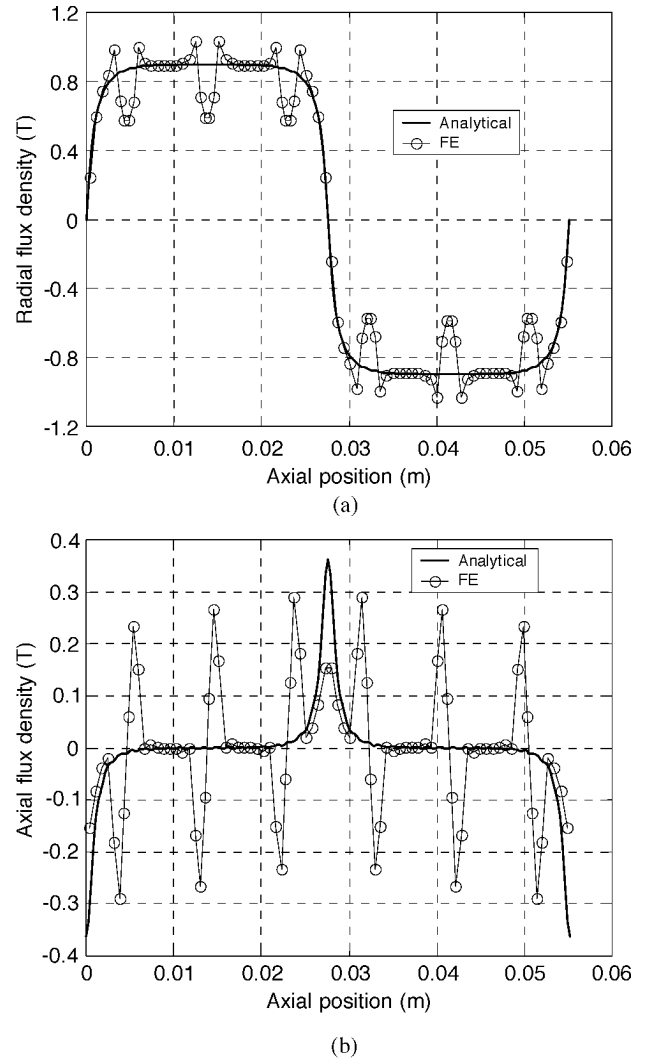 1.2
0.8
0.4
0
-0.4
-0.8
-1.2
Radial flux density (T)
Analytical
FE
0 0.01 0.02 0.03 0.04 0.05 0.06
Axial position (m)
(a)
0.4
0.3
0.2
0.1
0
-0.1
-0.2
-0.3
-0.4
Axial flux density (T)
Analytical
FE
0 0.01 0.02 0.03 0.04 0.05 0.06
Axial position (m)
(b)